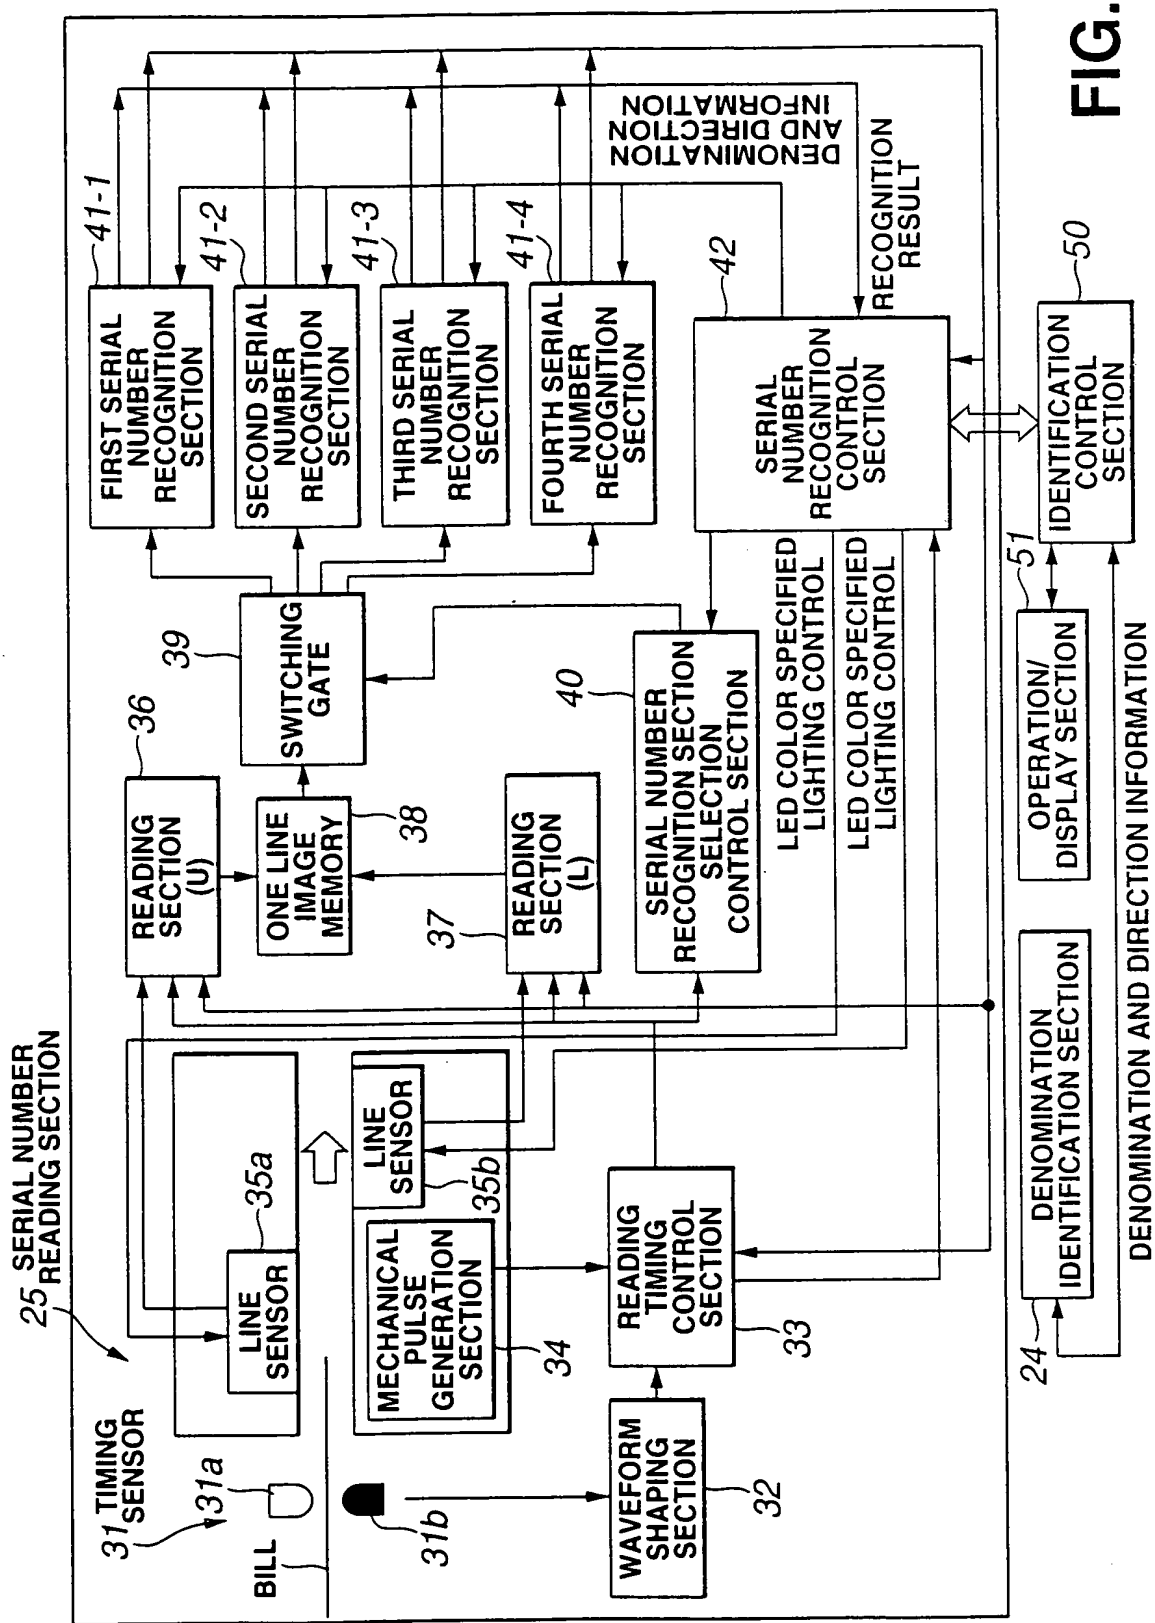 25 SERIAL NUMBER
READING SECTION
31 TIMING
SENSOR
31a
BILL
31b
LINE
SENSOR
35a
LINE
SENSOR
35b
MECHANICAL
PULSE
GENERATION
SECTION
34
WAVEFORM
SHAPING
SECTION
32
READING
TIMING
CONTROL
SECTION
33
READING
SECTION
(U)
36
ONE LINE
IMAGE
MEMORY
38
READING
SECTION
(L)
37
SWITCHING
GATE
39
SERIAL NUMBER
RECOGNITION SECTION
SELECTION
CONTROL SECTION
40
FIRST SERIAL
NUMBER
RECOGNITION
SECTION
41-1
SECOND SERIAL
NUMBER
RECOGNITION
SECTION
41-2
THIRD SERIAL
NUMBER
RECOGNITION
SECTION
41-3
FOURTH SERIAL
NUMBER
RECOGNITION
SECTION
41-4
DENOMINATION
AND DIRECTION
INFORMATION
SERIAL
NUMBER
RECOGNITION
CONTROL
SECTION
42
RECOGNITION
RESULT
LED COLOR SPECIFIED
LIGHTING CONTROL
LED COLOR SPECIFIED
LIGHTING CONTROL
DENOMINATION
IDENTIFICATION SECTION
24
OPERATION/
DISPLAY SECTION
51
IDENTIFICATION
CONTROL
SECTION
50
DENOMINATION AND DIRECTION INFORMATION
FIG.